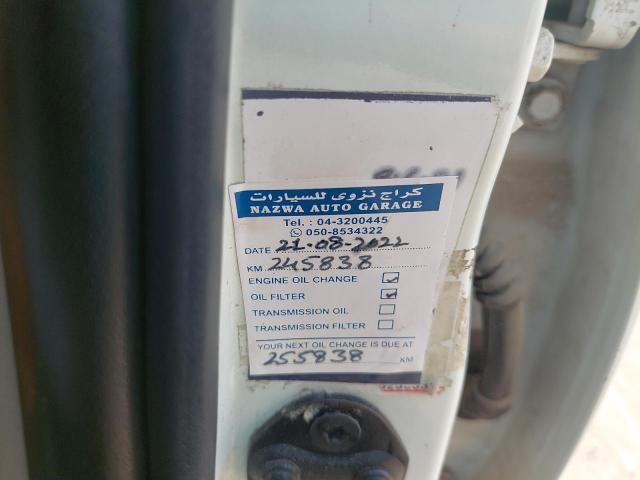 كراج نزوى للسيارات
NAZWA AUTO GARAGE
Tel. : 04-3200445
050-8534322
DATE 21-08-2022
KM 245838
ENGINE OIL CHANGE
OIL FILTER
TRANSMISSION OIL
TRANSMISSION FILTER
YOUR NEXT OIL CHANGE IS DUE AT
255838 KM